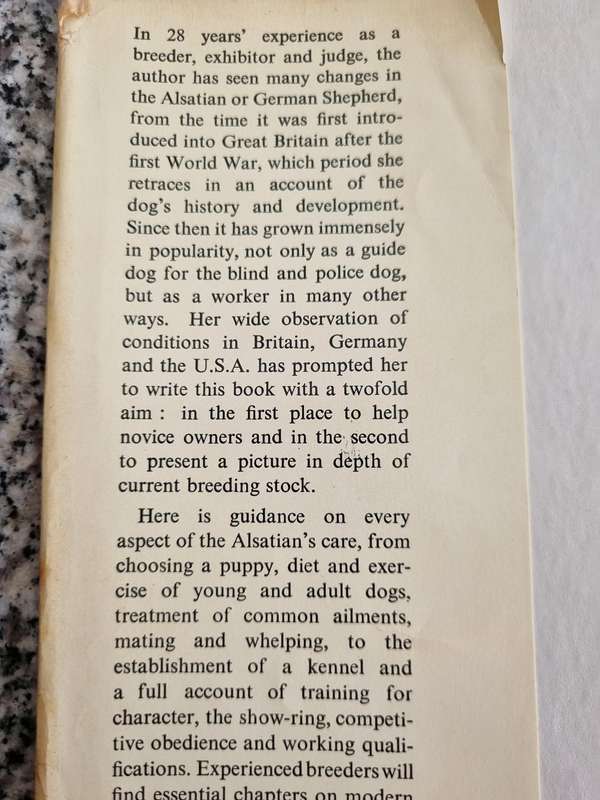 In 28 years' experience as a
breeder, exhibitor and judge, the
author has seen many changes in
the Alsatian or German Shepherd,
from the time it was first intro-
duced into Great Britain after the
first World War, which period she
retraces in an account of the
dog's history and development.
Since then it has grown immensely
in popularity, not only as a guide
dog for the blind and police dog,
but as a worker in many other
ways. Her wide observation of
conditions in Britain, Germany
and the U.S.A. has prompted her
to write this book with a twofold
aim : in the first place to help
novice owners and in the second
to present a picture in depth of
current breeding stock.
Here is guidance on every
aspect of the Alsatian's care, from
choosing a puppy, diet and exer-
cise of young and adult dogs,
treatment of common ailments,
mating and whelping, to the
establishment of a kennel and
a full account of training for
character, the show-ring, competi-
tive obedience and working quali-
fications. Experienced breeders will
find essential chapters on modern